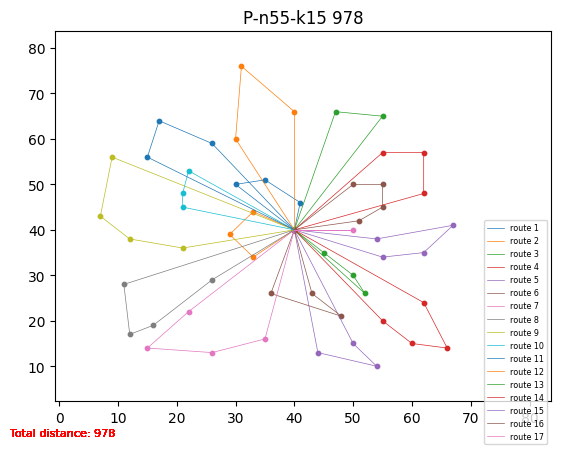 P-n55-k15 978
80
70
60
50
40
30
20
10
0 10 20 30 40 50 60 70 80
route 1
route 2
route 3
route 4
route 5
route 6
route 7
route 8
route 9
route 10
route 11
route 12
route 13
route 14
route 15
route 16
route 17
Total distance: 978